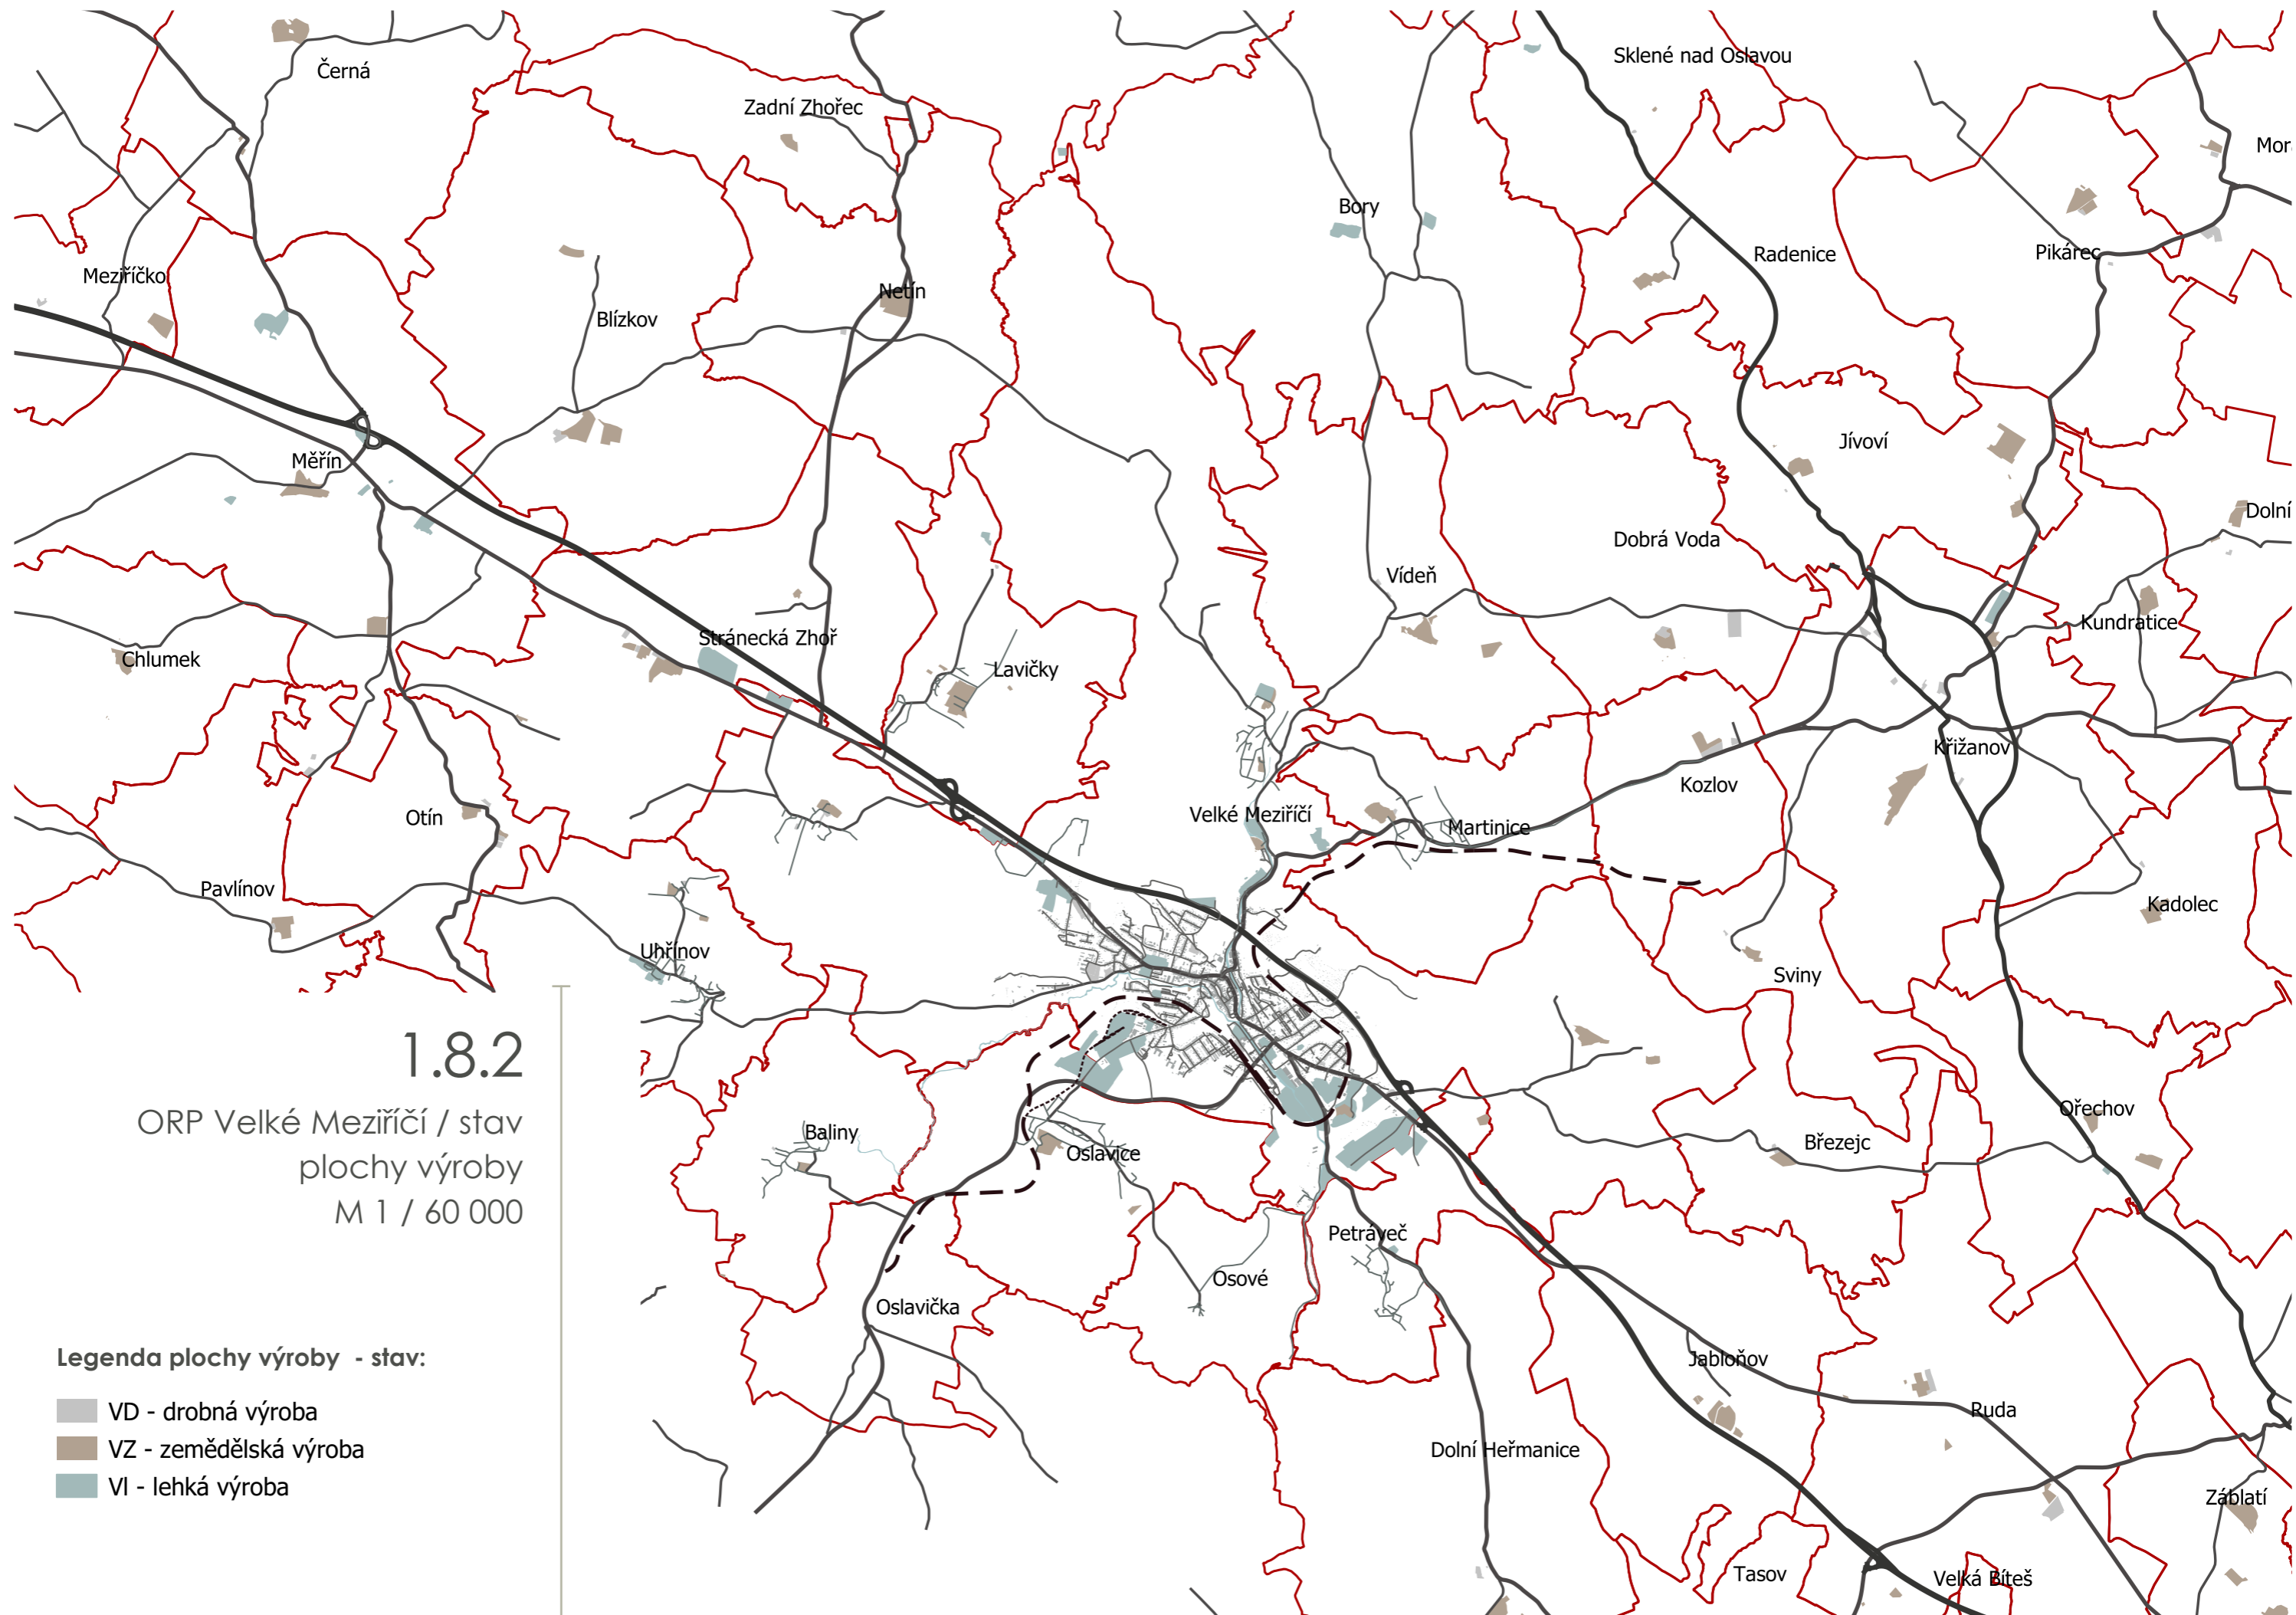 Sklené nad Oslavou
Černá
Zadní Zhořec
Mor
Bory
Radenice
Pikárec
Meziříčko
Netín
Blízkov
Jívoví
Měřín
Dolní
Dobrá Voda
Vídeň
Kundratice
Stránecká Zhoř
Chlumek
Lavičky
Křižanov
Kozlov
Otín
Velké Meziříčí
Martinice
Pavlínov
Kadolec
Uhřínov
Sviny
1.8.2
ORP Velké Meziříčí / stav
plochy výroby
M 1 / 60 000
Ořechov
Baliny
Březejc
Oslavice
Petráveč
Osové
Oslavička
Jabloňov
Ruda
Dolní Heřmanice
Záblatí
Tasov
Velká Bíteš
Legenda plochy výroby - stav:
VD - drobná výroba
VZ - zemědělská výroba
Vl - lehká výroba